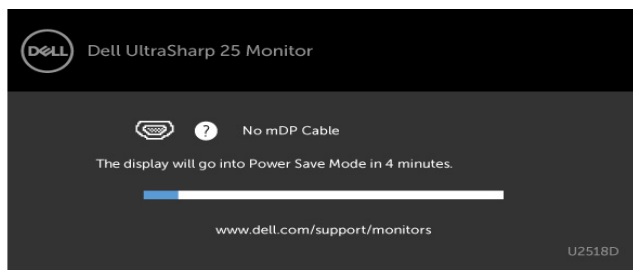 DELL
Dell UltraSharp 25 Monitor
? No mDP Cable
The display will go into Power Save Mode in 4 minutes.
www.dell.com/support/monitors
U2518D